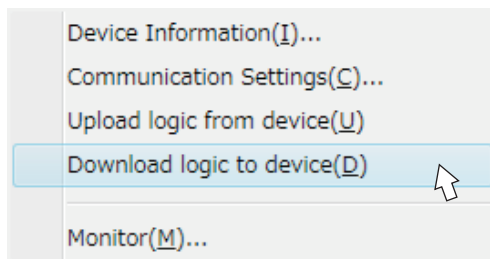 Device Information(I)...
Communication Settings(C)...
Upload logic from device(U)
Download logic to device(D)
Monitor(M)...